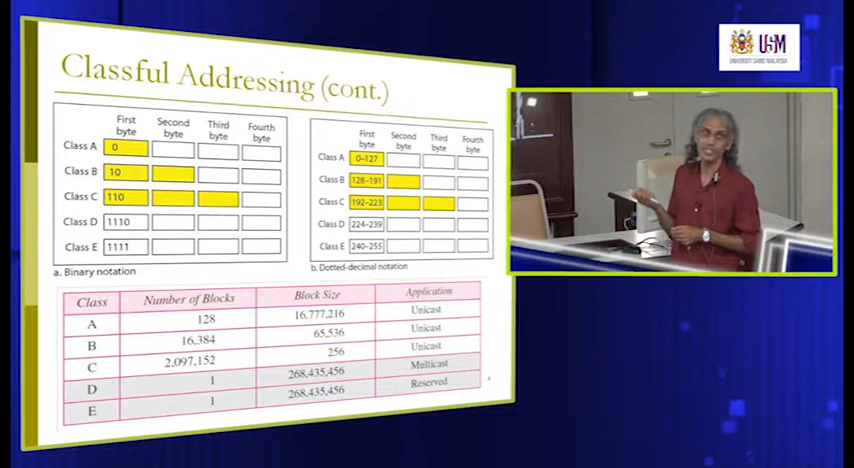 Classful Addressing (cont.)
First byte Second byte Third byte Fourth byte
Class A 0
Class B 10
Class C 110
Class D 1110
Class E 1111
a. Binary notation
First byte Second byte Third byte Fourth byte
Class A 0–127
Class B 128–191
Class C 192–223
Class D 224–239
Class E 240–255
b. Dotted-decimal notation
Class Number of Blocks Block Size Application
A 128 16,777,216 Unicast
B 16,384 65,536 Unicast
C 2,097,152 256 Unicast
D 1 268,435,456 Multicast
E 1 268,435,456 Reserved
USM
UNIVERSITI SAINS MALAYSIA